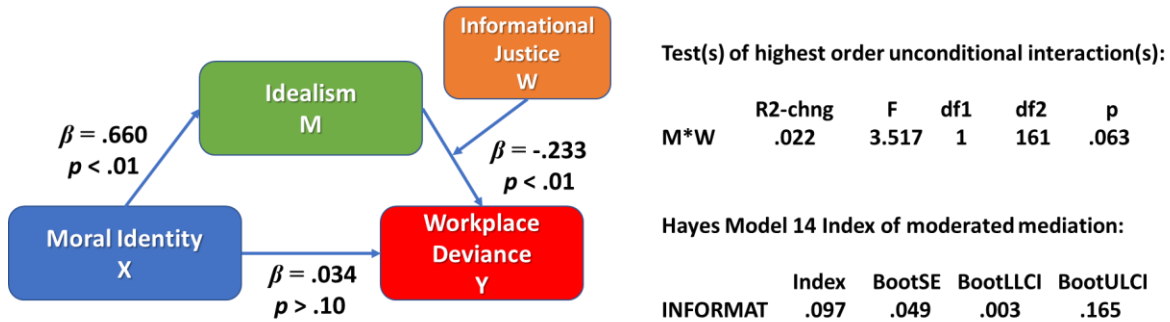 Informational
Justice
W
Idealism
M
β = .660
p < .01
β = -.233
p < .01
Moral Identity
X
Workplace
Deviance
Y
β = .034
p > .10
Test(s) of highest order unconditional interaction(s):
R2-chng F df1 df2 p
M*W .022 3.517 1 161 .063
Hayes Model 14 Index of moderated mediation:
Index BootSE BootLLCI BootULCI
INFORMAT .097 .049 .003 .165